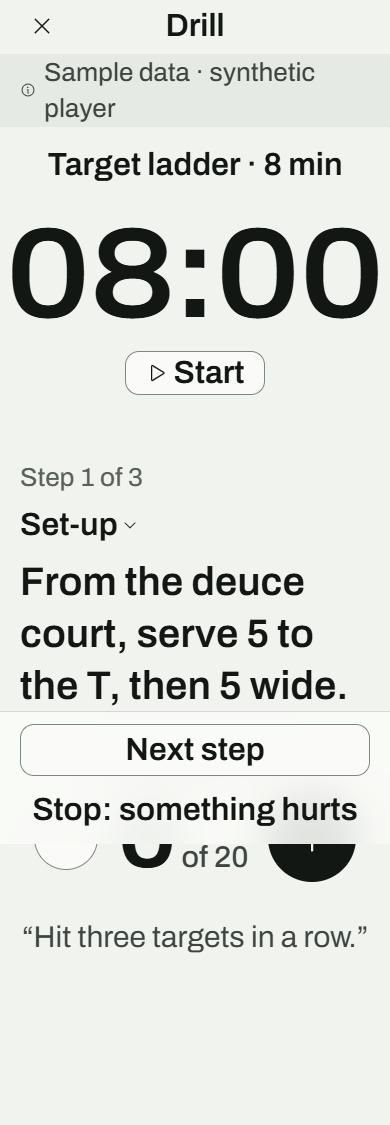 Drill
Sample data · synthetic
player
Target ladder · 8 min
08:00
Start
Step 1 of 3
Set-up
From the deuce
court, serve 5 to
the T, then 5 wide.
Next step
Stop: something hurts
of 20
“Hit three targets in a row.”